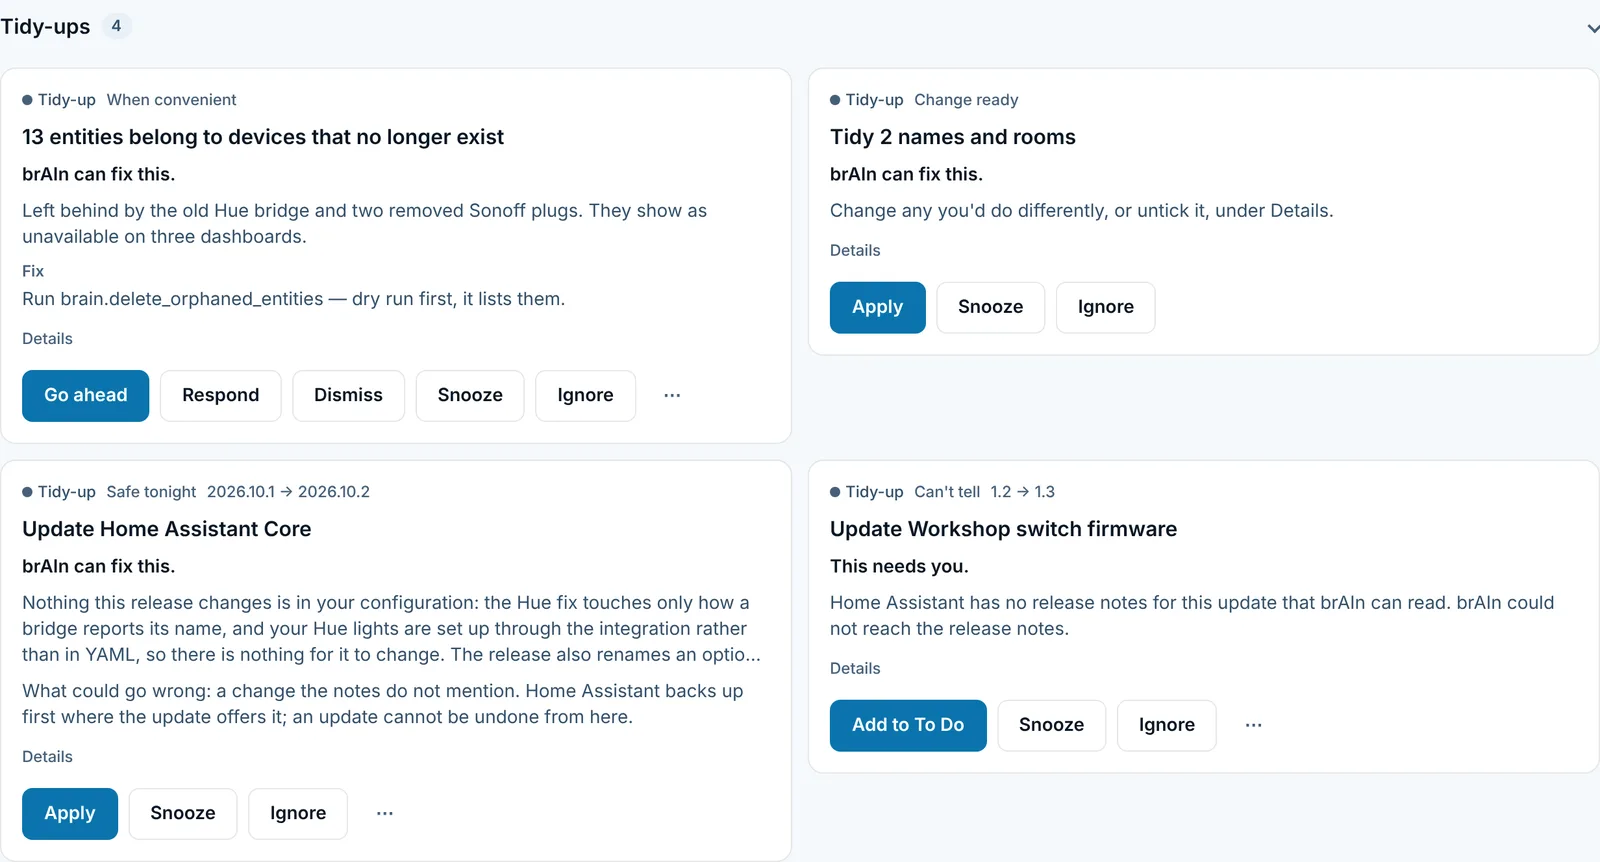 Tidy-ups 4
Tidy-up When convenient
13 entities belong to devices that no longer exist
brAIn can fix this.
Left behind by the old Hue bridge and two removed Sonoff plugs. They show as
unavailable on three dashboards.
Fix
Run brain.delete_orphaned_entities — dry run first, it lists them.
Details
Go ahead Respond Dismiss Snooze Ignore ...
Tidy-up Change ready
Tidy 2 names and rooms
brAIn can fix this.
Change any you'd do differently, or untick it, under Details.
Details
Apply Snooze Ignore
Tidy-up Safe tonight 2026.10.1 → 2026.10.2
Update Home Assistant Core
brAIn can fix this.
Nothing this release changes is in your configuration: the Hue fix touches only how a
bridge reports its name, and your Hue lights are set up through the integration rather
than in YAML, so there is nothing for it to change. The release also renames an optio...
What could go wrong: a change the notes do not mention. Home Assistant backs up
first where the update offers it; an update cannot be undone from here.
Details
Apply Snooze Ignore ...
Tidy-up Can't tell 1.2 → 1.3
Update Workshop switch firmware
This needs you.
Home Assistant has no release notes for this update that brAIn can read. brAIn could
not reach the release notes.
Details
Add to To Do Snooze Ignore ...